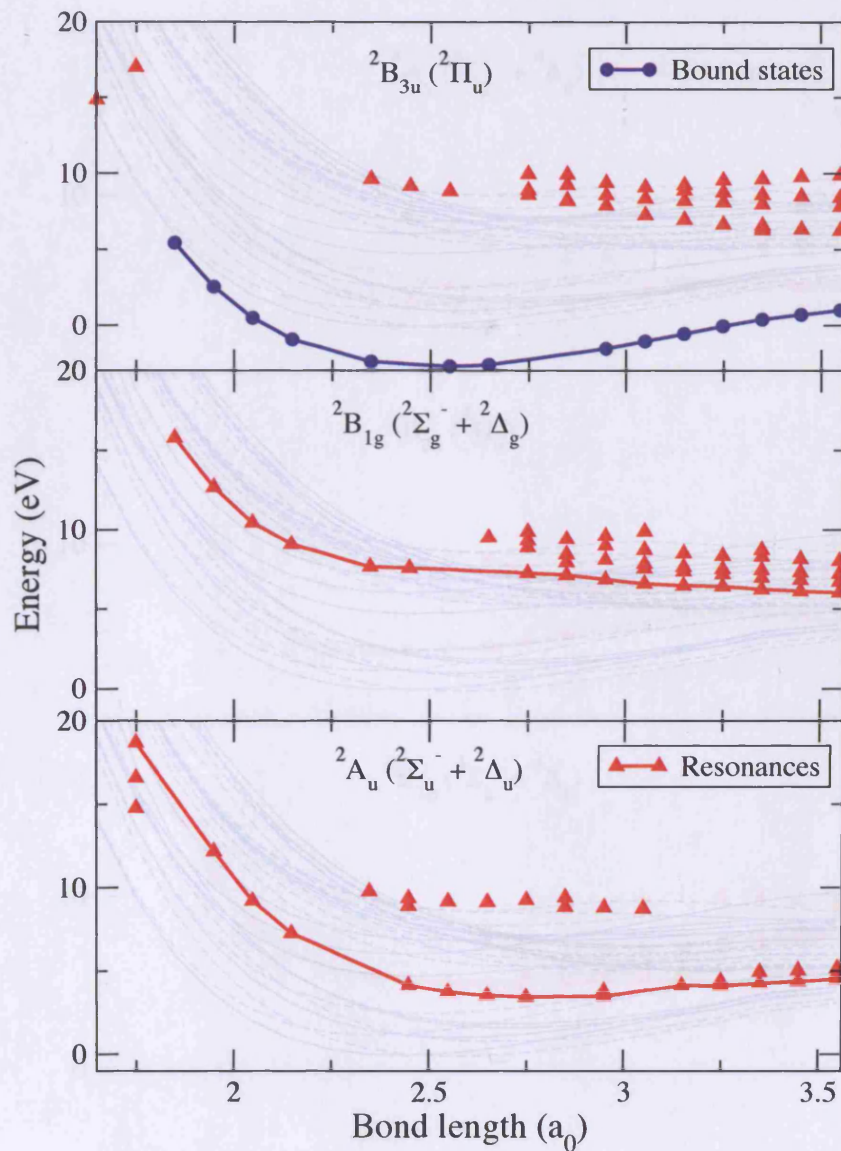 20
²B₃ᵤ (²Πᵤ)
Bound states
10
0
20
²B₁g (²Σg⁻ + ²Δg)
10
0
20
²Aᵤ (²Σᵤ⁻ + ²Δᵤ)
Resonances
10
0
2 2.5 3 3.5
Bond length (a₀)
Energy (eV)